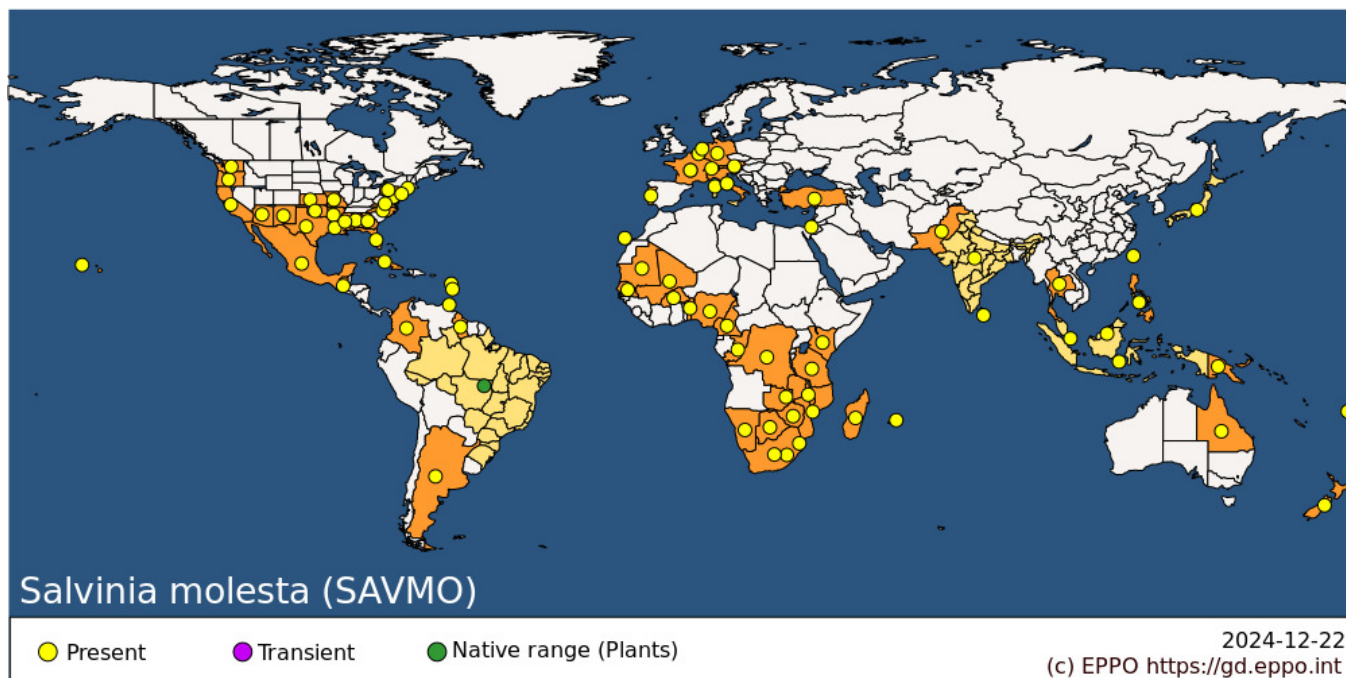 Salvinia molesta (SAVMO)
Present
Transient
Native range (Plants)
2024-12-22
(c) EPPO https://gd.eppo.int